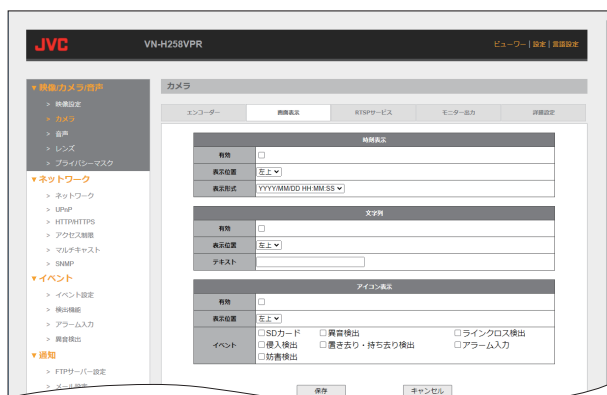 JVC VN-H258VPR ビューワー | 設定 | 言語設定
▼映像/カメラ/音声
> 映像設定
> カメラ
> 音声
> レンズ
> プライバシーマスク
▼ネットワーク
> ネットワーク
> UPnP
> HTTP/HTTPS
> アクセス制限
> マルチキャスト
> SNMP
▼イベント
> イベント設定
> 検出機能
> アラーム入力
> 異音検出
▼通知
> FTPサーバー設定
> メール設定
カメラ
エンコーダー 画面表示 RTSPサービス モニター出力 詳細設定
時刻表示
有効
表示位置 左上
表示形式 YYYY/MM/DD HH:MM:SS
文字列
有効
表示位置 左上
テキスト
アイコン表示
有効
表示位置 左上
イベント
SDカード 異音検出 ラインクロス検出
侵入検出 置き去り・持ち去り検出 アラーム入力
妨害検出
保存 キャンセル